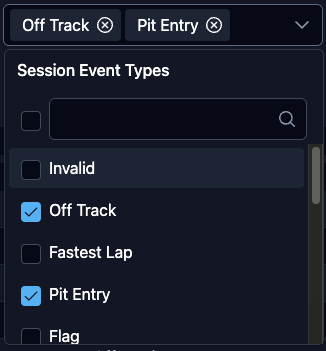 Off Track Pit Entry
Session Event Types
Invalid
Off Track
Fastest Lap
Pit Entry
Flag